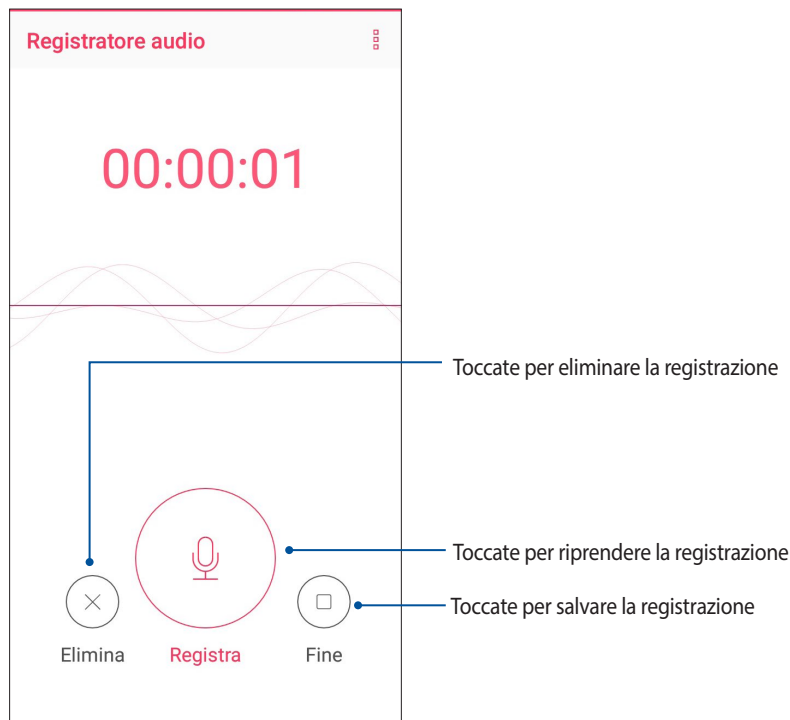 Registratore audio
00:00:01
Toccate per eliminare la registrazione
Toccate per riprendere la registrazione
Toccate per salvare la registrazione
Elimina
Registra
Fine